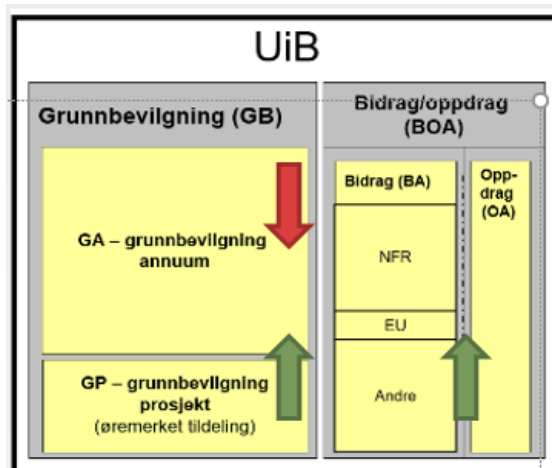 UiB
Grunnbevilgning (GB)
GA – grunnbevilgning
annuum
GP – grunnbevilgning
prosjekt
(øremerket tildeling)
Bidrag/oppdrag
(BOA)
Bidrag (BA)
NFR
EU
Andre
Opp-
drag
(OA)